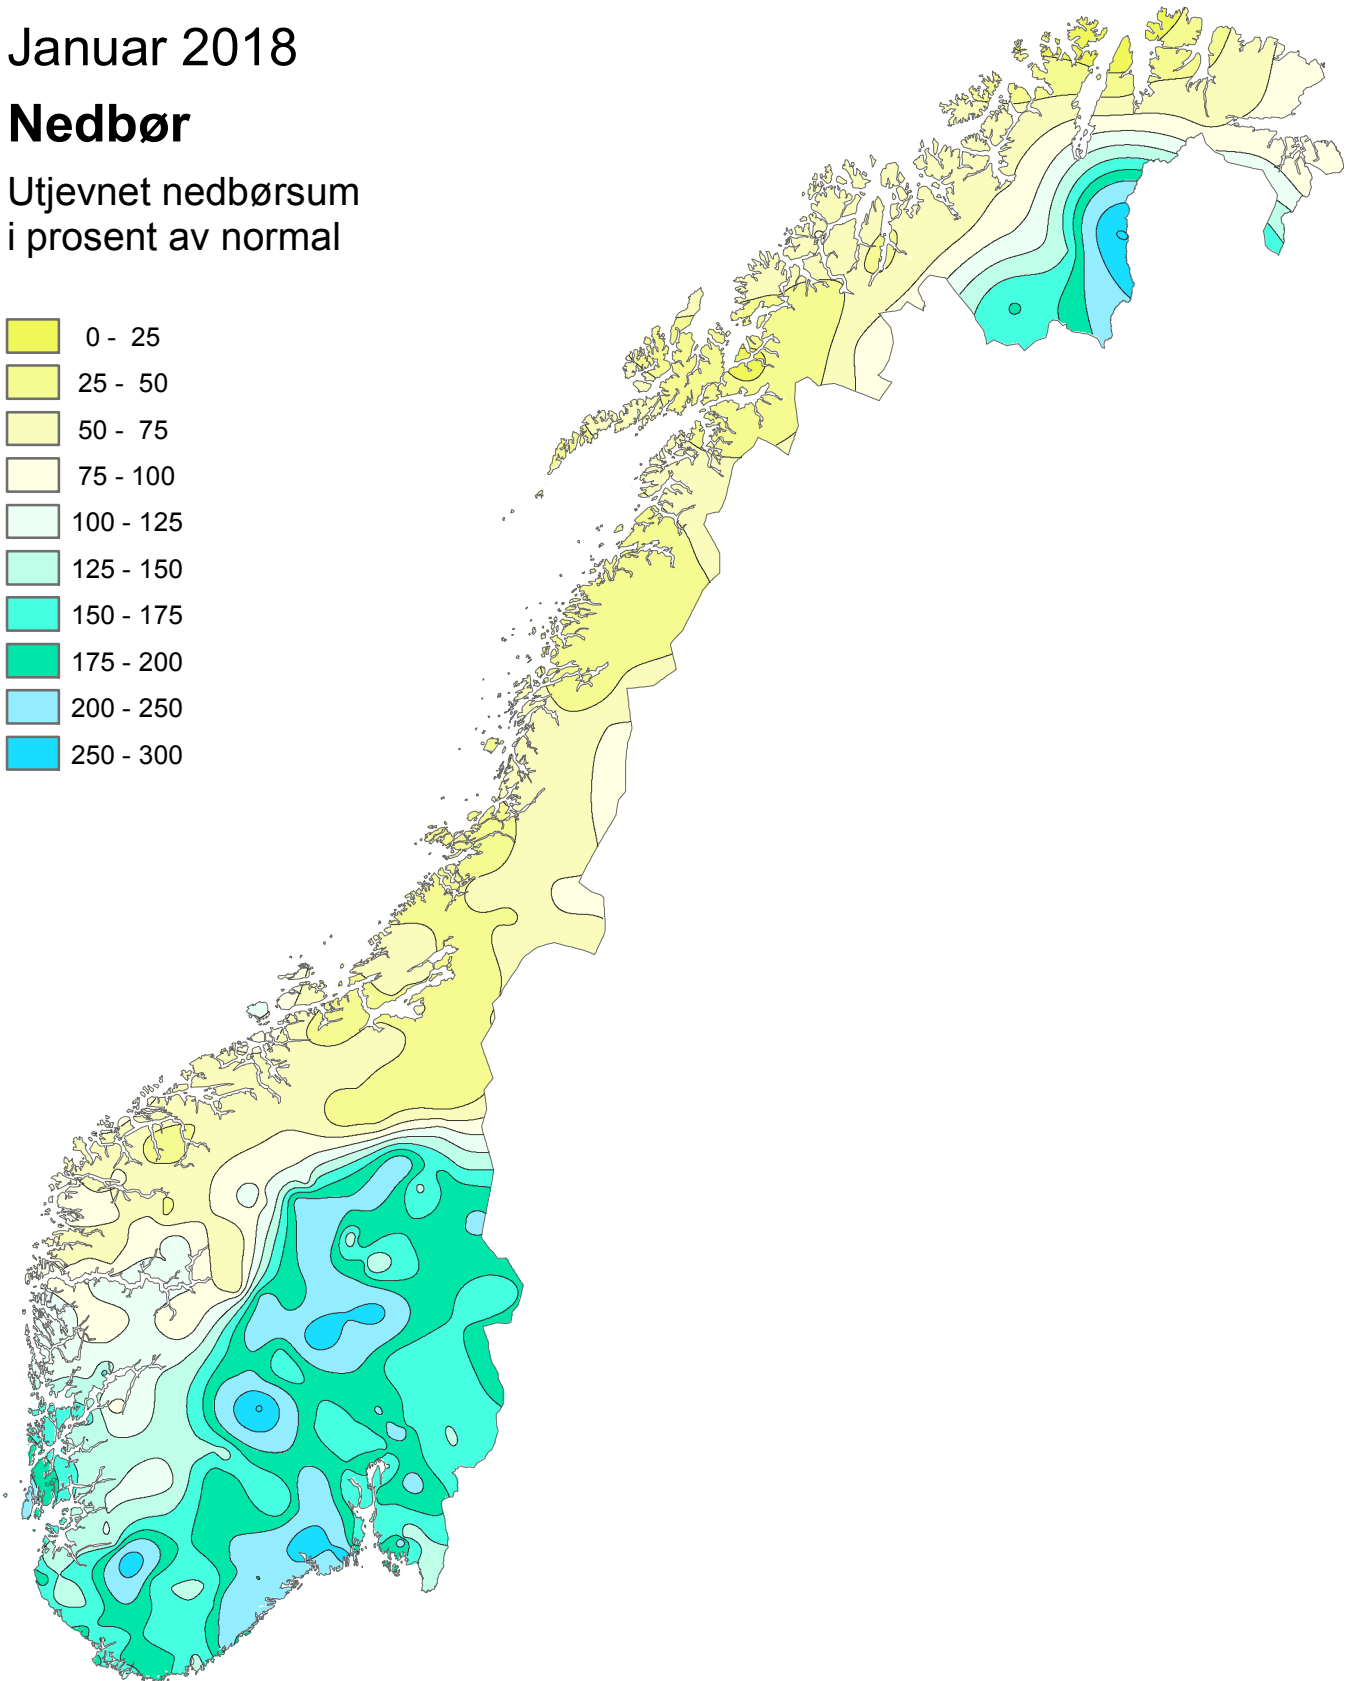 Januar 2018
Nedbør
Utjevnet nedbørsum
i prosent av normal
0 - 25
25 - 50
50 - 75
75 - 100
100 - 125
125 - 150
150 - 175
175 - 200
200 - 250
250 - 300